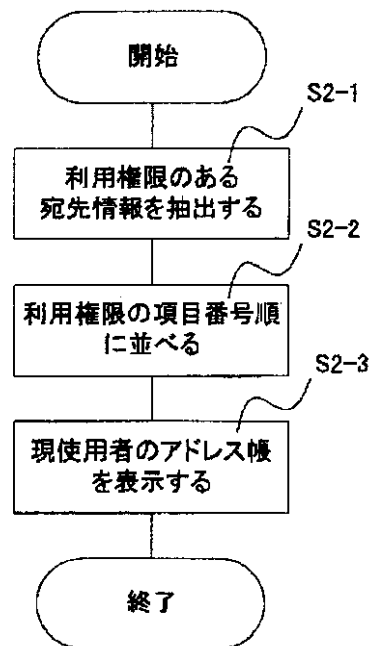 開始
S2-1
利用権限のある
宛先情報を抽出する
S2-2
利用権限の項目番号順
に並べる
S2-3
現使用者のアドレス帳
を表示する
終了